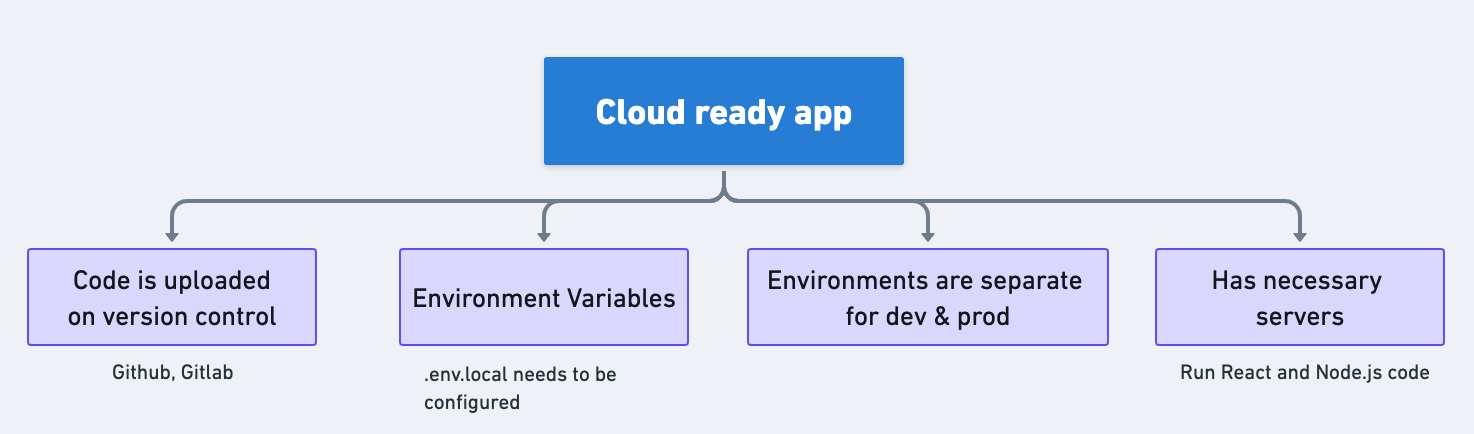 Cloud ready app
Code is uploaded
on version control
Environment Variables
Environments are separate
for dev & prod
Has necessary
servers
Github, Gitlab
.env.local needs to be
configured
Run React and Node.js code